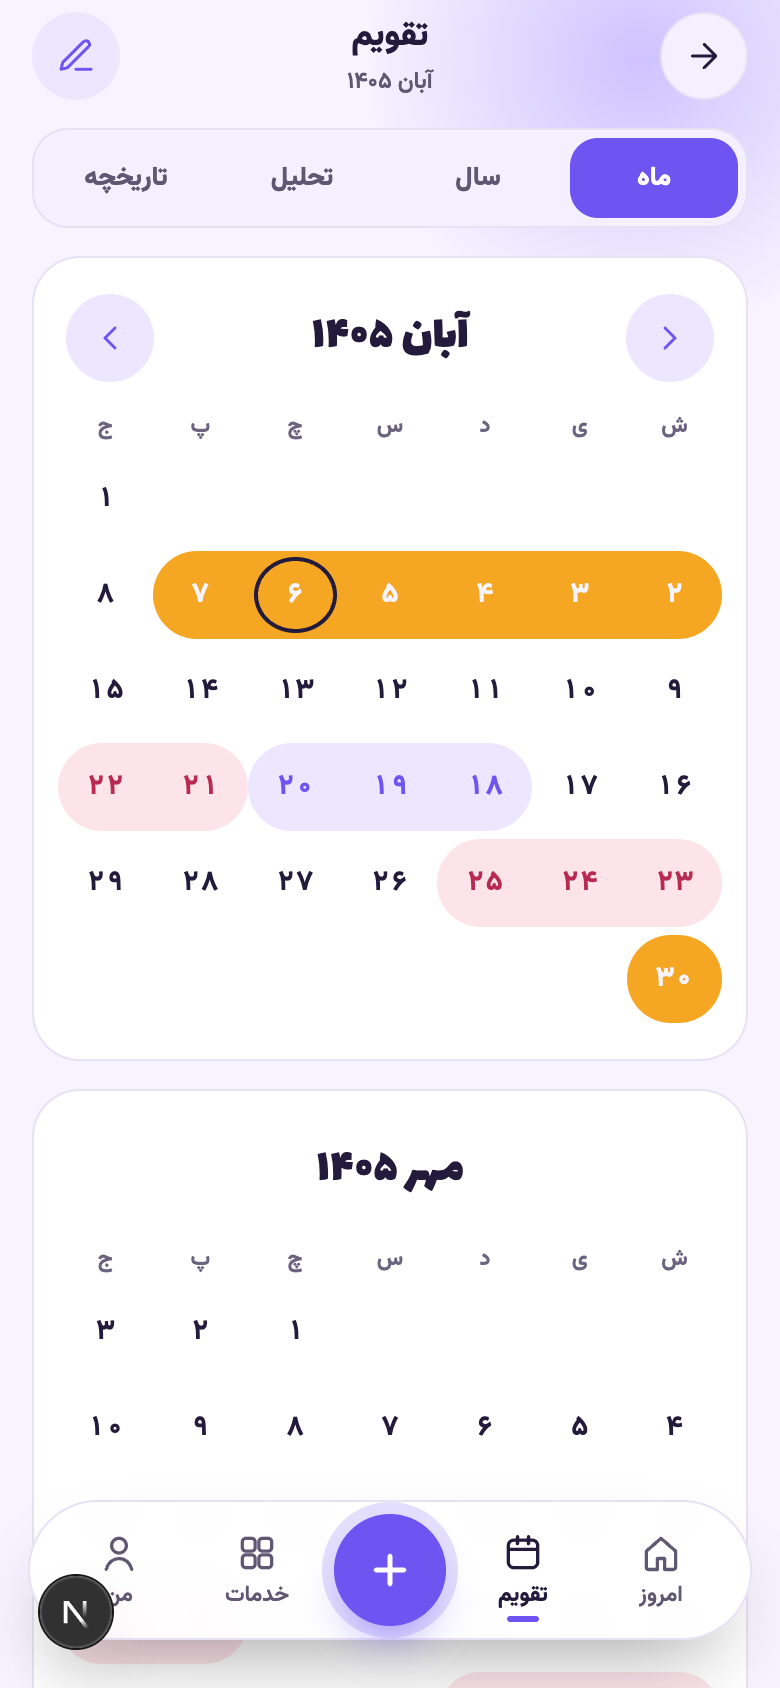 تقویم
آبان ۱۴۰۵
ماه سال تحلیل تاریخچه
آبان ۱۴۰۵
ش ی د س چ پ ج
۱
۲ ۳ ۴ ۵ ۶ ۷ ۸
۹ ۱۰ ۱۱ ۱۲ ۱۳ ۱۴ ۱۵
۱۶ ۱۷ ۱۸ ۱۹ ۲۰ ۲۱ ۲۲
۲۳ ۲۴ ۲۵ ۲۶ ۲۷ ۲۸ ۲۹
۳۰
مهر ۱۴۰۵
ش ی د س چ پ ج
۱ ۲ ۳
۴ ۵ ۶ ۷ ۸ ۹ ۱۰
امروز تقویم خدمات من
N